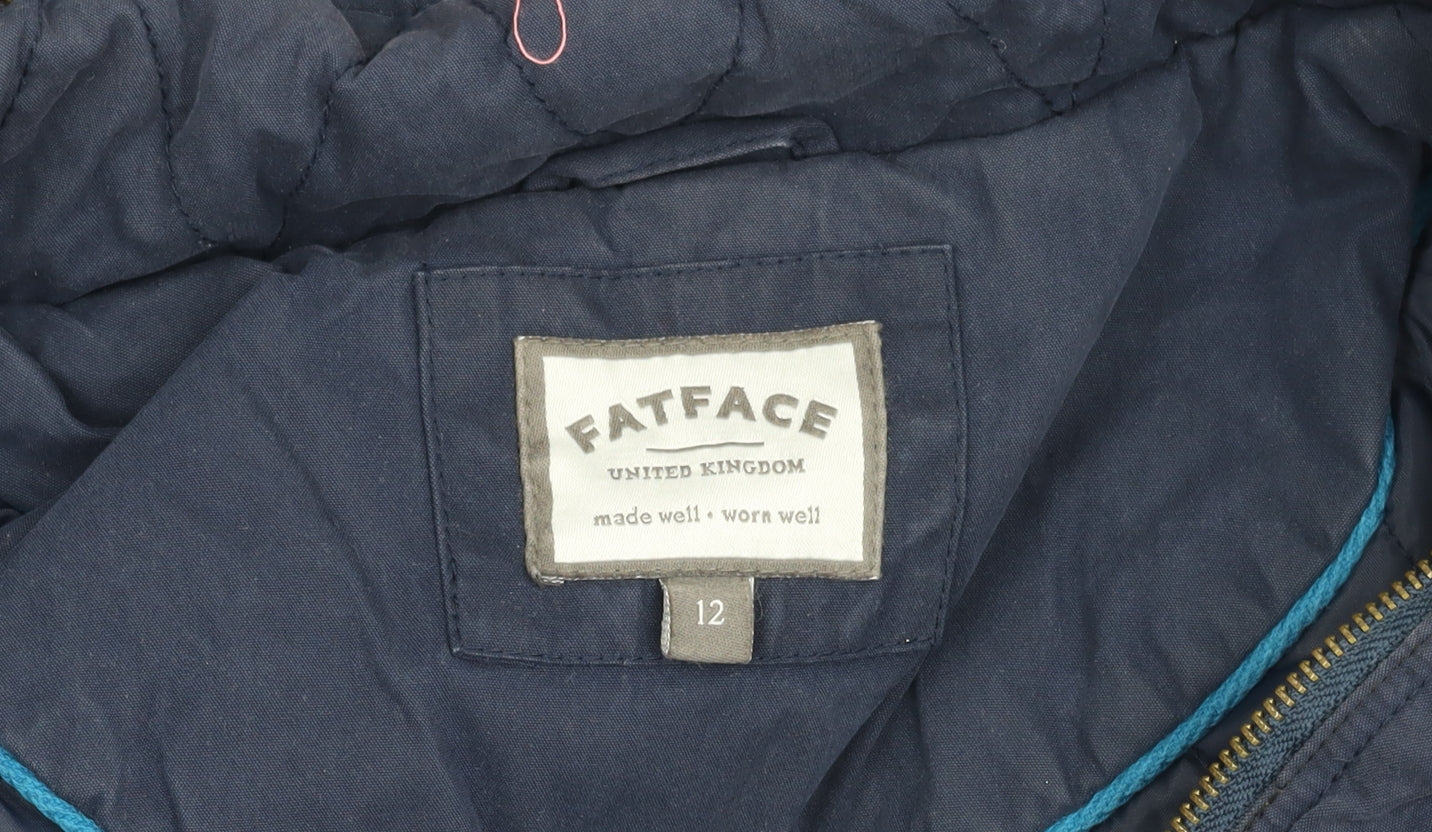 FATFACE
UNITED KINGDOM
made well • worn well
12